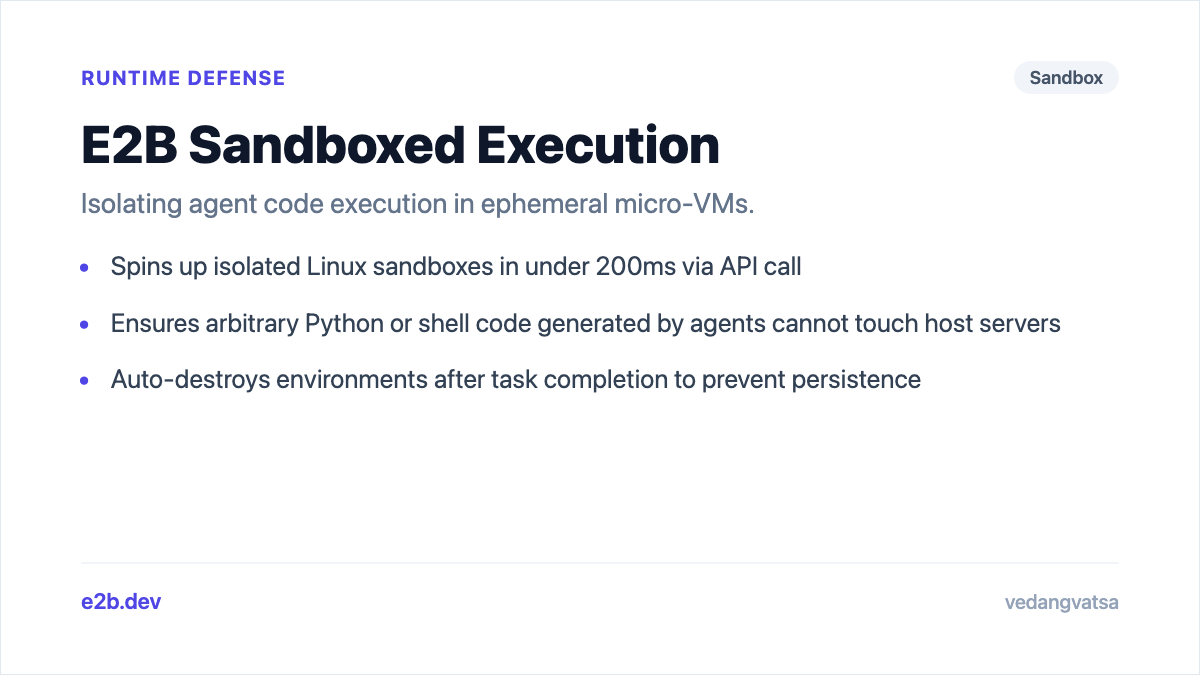 RUNTIME DEFENSE
Sandbox
E2B Sandboxed Execution
Isolating agent code execution in ephemeral micro-VMs.
• Spins up isolated Linux sandboxes in under 200ms via API call
• Ensures arbitrary Python or shell code generated by agents cannot touch host servers
• Auto-destroys environments after task completion to prevent persistence
e2b.dev
vedangvatsa